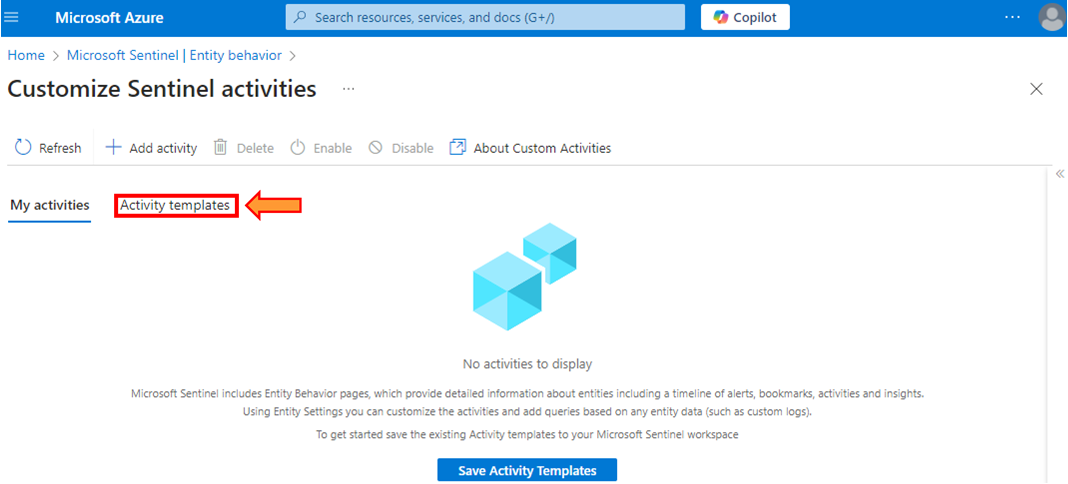 Microsoft Azure
Search resources, services, and docs (G+/)
Copilot
...
Home > Microsoft Sentinel | Entity behavior >
Customize Sentinel activities ...
Refresh
Add activity
Delete
Enable
Disable
About Custom Activities
My activities
Activity templates
No activities to display
Microsoft Sentinel includes Entity Behavior pages, which provide detailed information about entities including a timeline of alerts, bookmarks, activities and insights.
Using Entity Settings you can customize the activities and add queries based on any entity data (such as custom logs).
To get started save the existing Activity templates to your Microsoft Sentinel workspace
Save Activity Templates